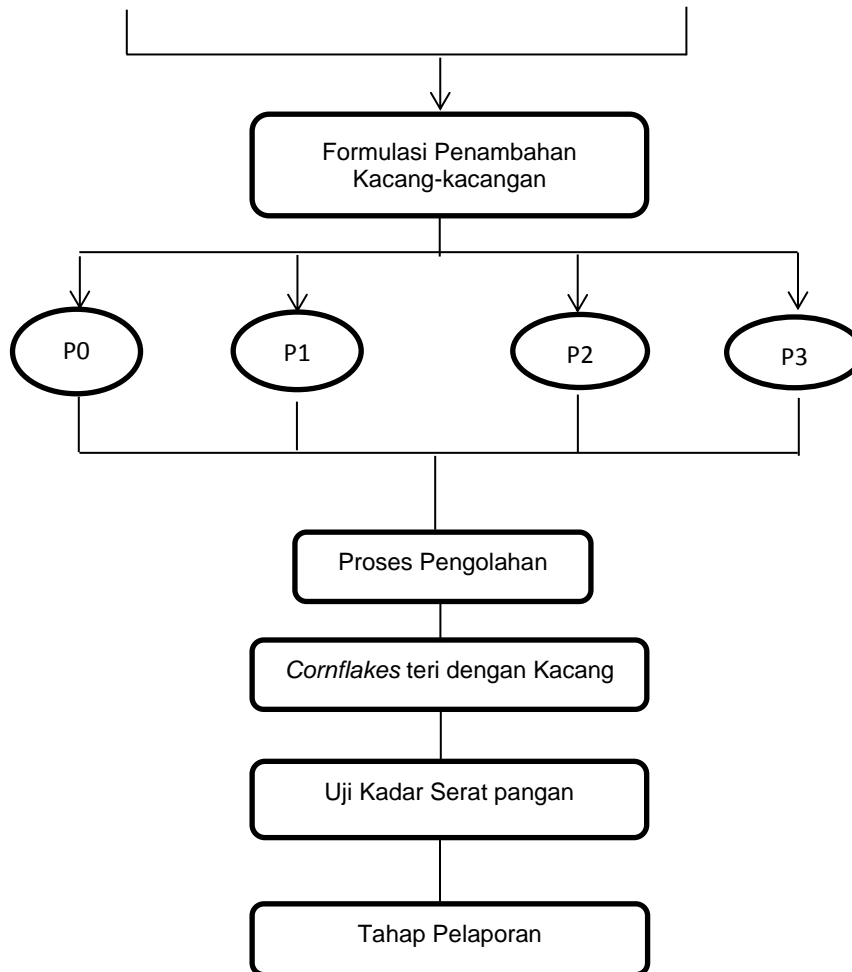 Formulasi Penambahan
Kacang-kacangan
P0
P1
P2
P3
Proses Pengolahan
Cornflakes teri dengan Kacang
Uji Kadar Serat pangan
Tahap Pelaporan